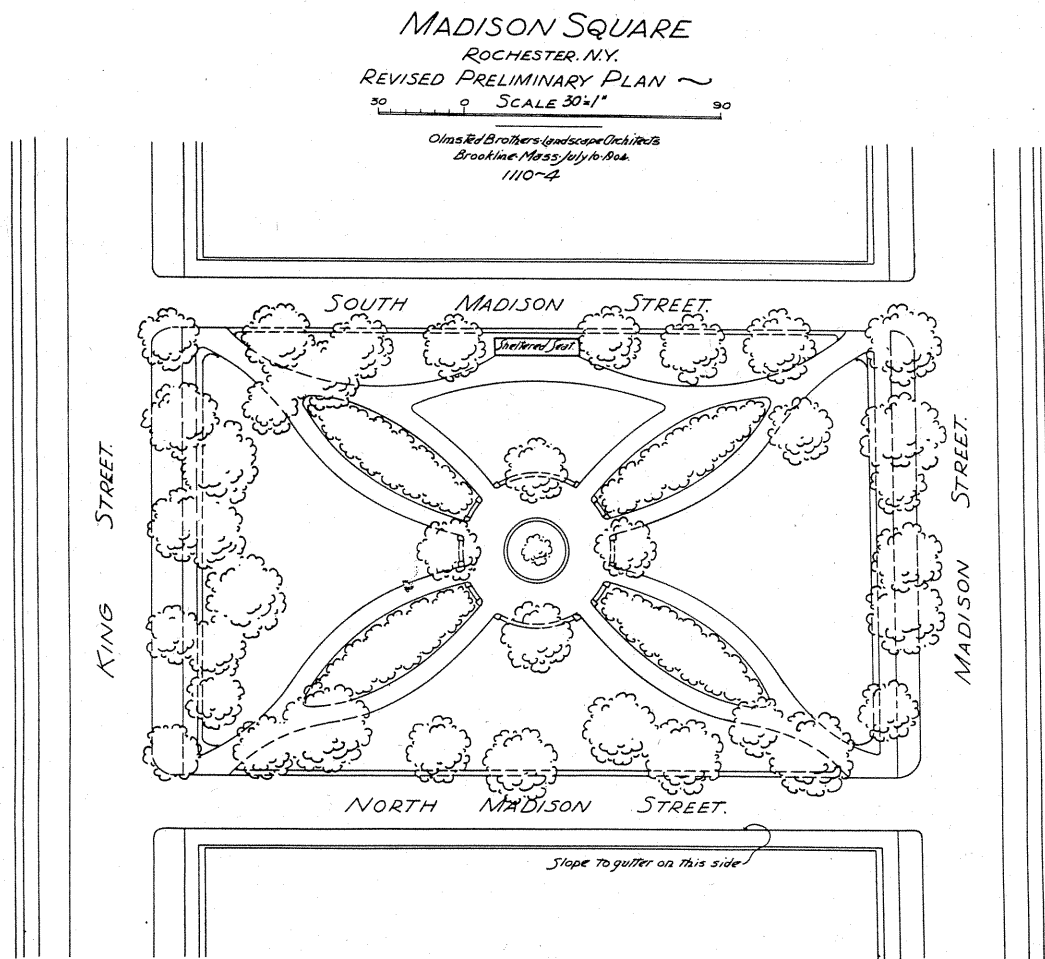 MADISON SQUARE
ROCHESTER. N.Y.
REVISED PRELIMINARY PLAN ~
30 0 SCALE 30'=1" 90
Olmsted Brothers·Landscape Architects
Brookline·Mass·July 10·1904.
1110~4
SOUTH MADISON STREET.
Sheltered Seat.
KING STREET.
MADISON STREET.
NORTH MADISON STREET.
Slope to gutter on this side